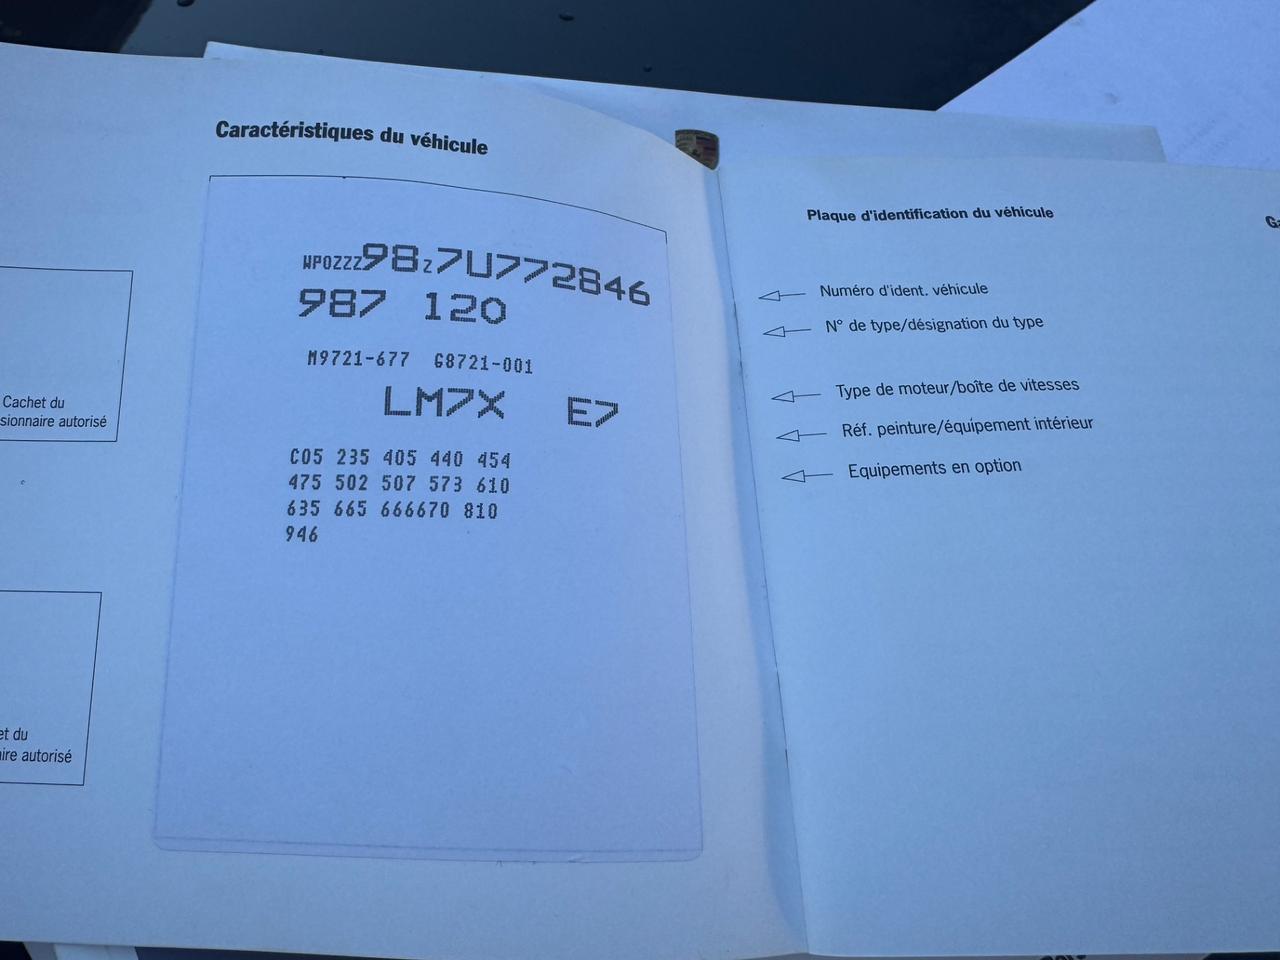 Caractéristiques du véhicule
WP0ZZZ98Z7U772846
987 120
M9721-677 G8721-001
LM7X E7
C05 235 405 440 454
475 502 507 573 610
635 665 666670 810
946
Cachet du
sionnaire autorisé
et du
aire autorisé
Plaque d'identification du véhicule
Numéro d'ident. véhicule
N° de type/désignation du type
Type de moteur/boîte de vitesses
Réf. peinture/équipement intérieur
Equipements en option